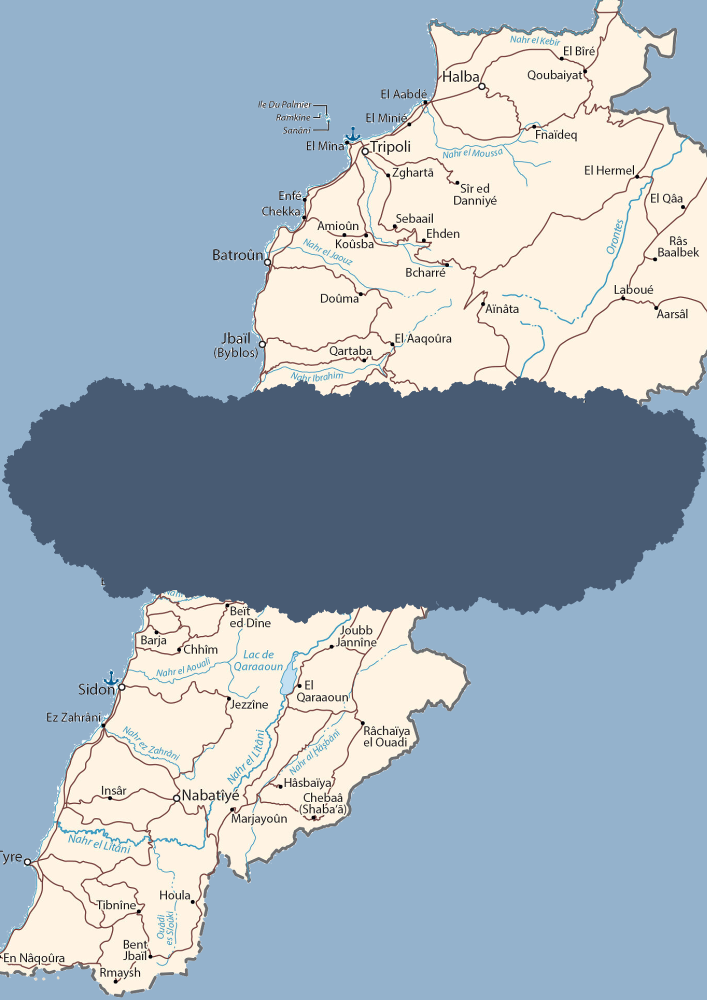 Nahr el Kebir
El Bîré
Qoubaiyat
Halba
El Aabdé
Ile Du Palmier
Ramkîne
Sanâni
El Minié
Fnaïdeq
El Mîna
Tripoli
Nahr el Moussa
El Hermel
Zghartā
Sîr ed
Danniyé
Enfé
El Qâa
Chekka
Sebaail
Amioûn
Ehden
Koûsba
Orontes
Râs
Baalbek
Nahr el Jaouz
Batroûn
Bcharré
Laboué
Doûma
Aïnâta
Aarsâl
Jbaïl
(Byblos)
El Aaqoûra
Qartaba
Nahr Ibrahim
Nahr
Beït
ed Dîne
Joubb
Jannîne
Barja
Chhîm
Lac de
Qaraaoun
Nahr el Aouali
Sidon
El
Qaraaoun
Jezzîne
Ez Zahrâni
Râchaïya
el Ouadi
Nahr ez Zahrâni
Nahr el Lîtâni
Nahr al Ḩāşbānī
Hâsbaïya
Insâr
Nabatîyé
Chebaâ
(Shaba‘ā)
Marjayoûn
Nahr el Lîtâni
Tyre
Houla
Tibnîne
Ouâdi
es Sloûki
Bent
Jbaïl
En Nâqoûra
Rmaysh